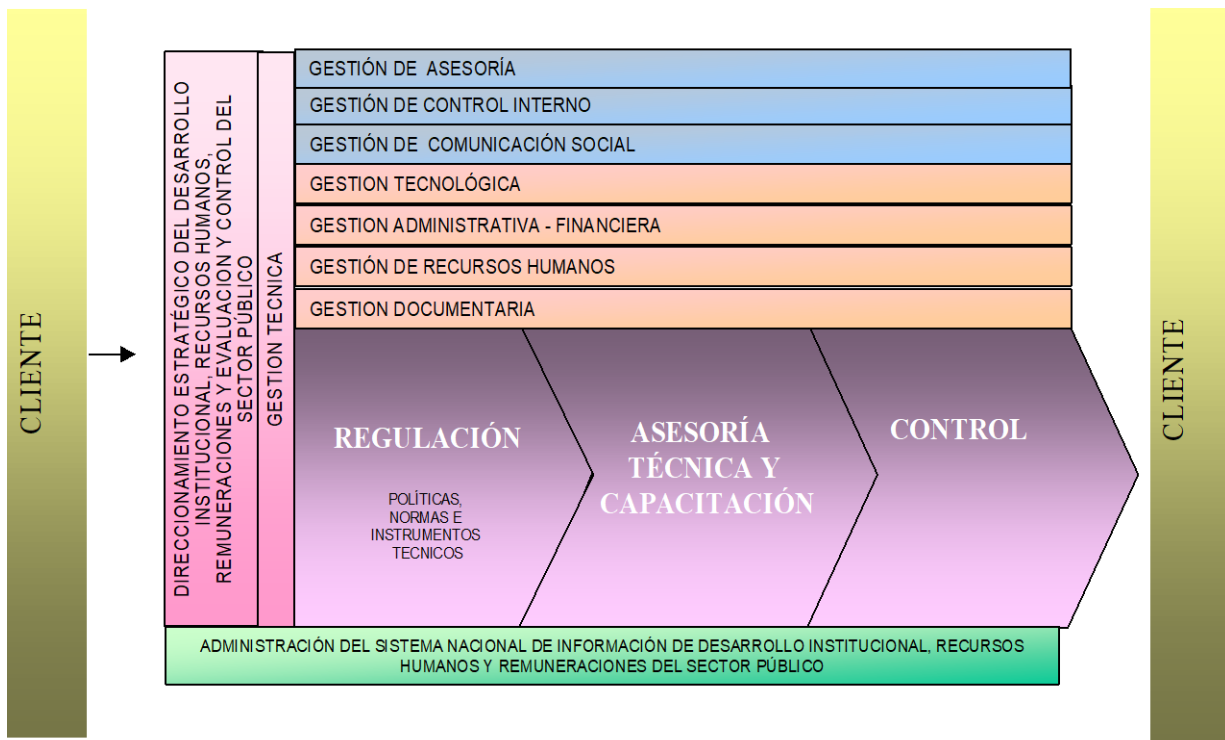 CLIENTE
DIRECCIONAMIENTO ESTRATÉGICO DEL DESARROLLO
INSTITUCIONAL, RECURSOS HUMANOS,
REMUNERACIONES Y EVALUACION Y CONTROL DEL
SECTOR PÚBLICO
GESTION TECNICA
GESTIÓN DE ASESORÍA
GESTIÓN DE CONTROL INTERNO
GESTIÓN DE COMUNICACIÓN SOCIAL
GESTION TECNOLÓGICA
GESTION ADMINISTRATIVA - FINANCIERA
GESTIÓN DE RECURSOS HUMANOS
GESTION DOCUMENTARIA
REGULACIÓN
POLÍTICAS,
NORMAS E
INSTRUMENTOS
TECNICOS
ASESORÍA
TÉCNICA Y
CAPACITACIÓN
CONTROL
ADMINISTRACIÓN DEL SISTEMA NACIONAL DE INFORMACIÓN DE DESARROLLO INSTITUCIONAL, RECURSOS
HUMANOS Y REMUNERACIONES DEL SECTOR PÚBLICO
CLIENTE